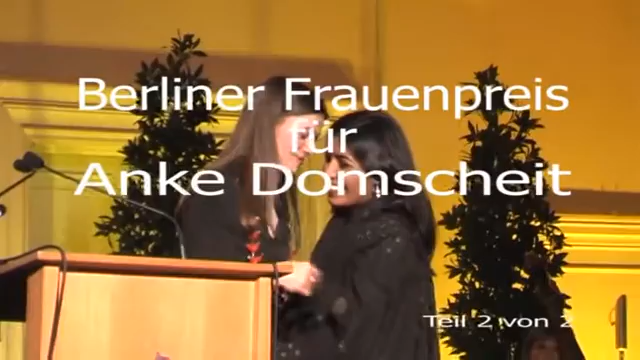 Berliner Frauenpreis
für
Anke Domscheit
Teil 2 von 2